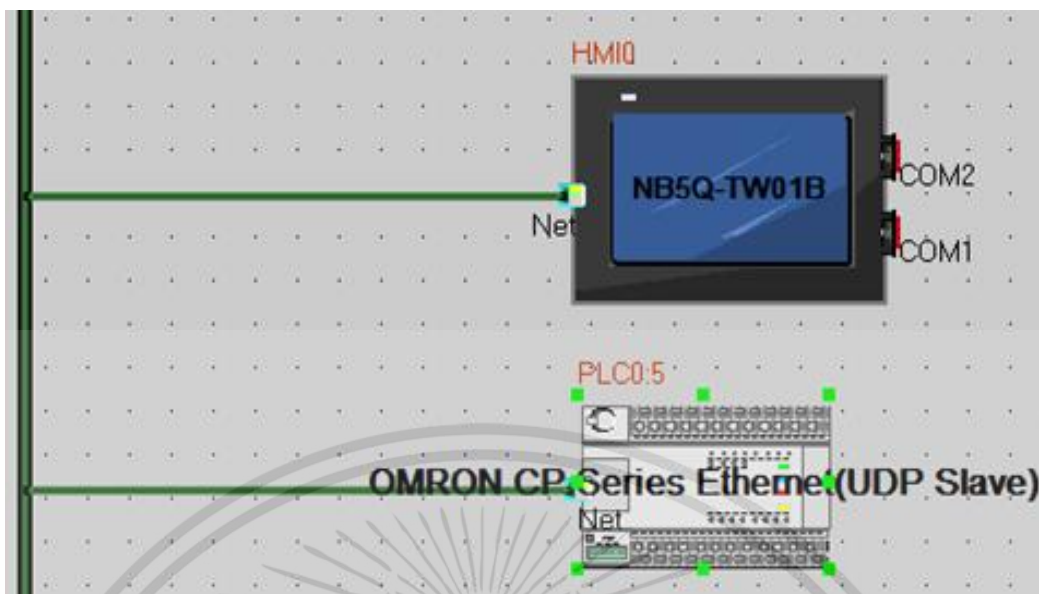 HMI0
NB5Q-TW01B
COM2
Net
COM1
PLC0:5
OMRON CP Series Ethernet(UDP Slave)
Net